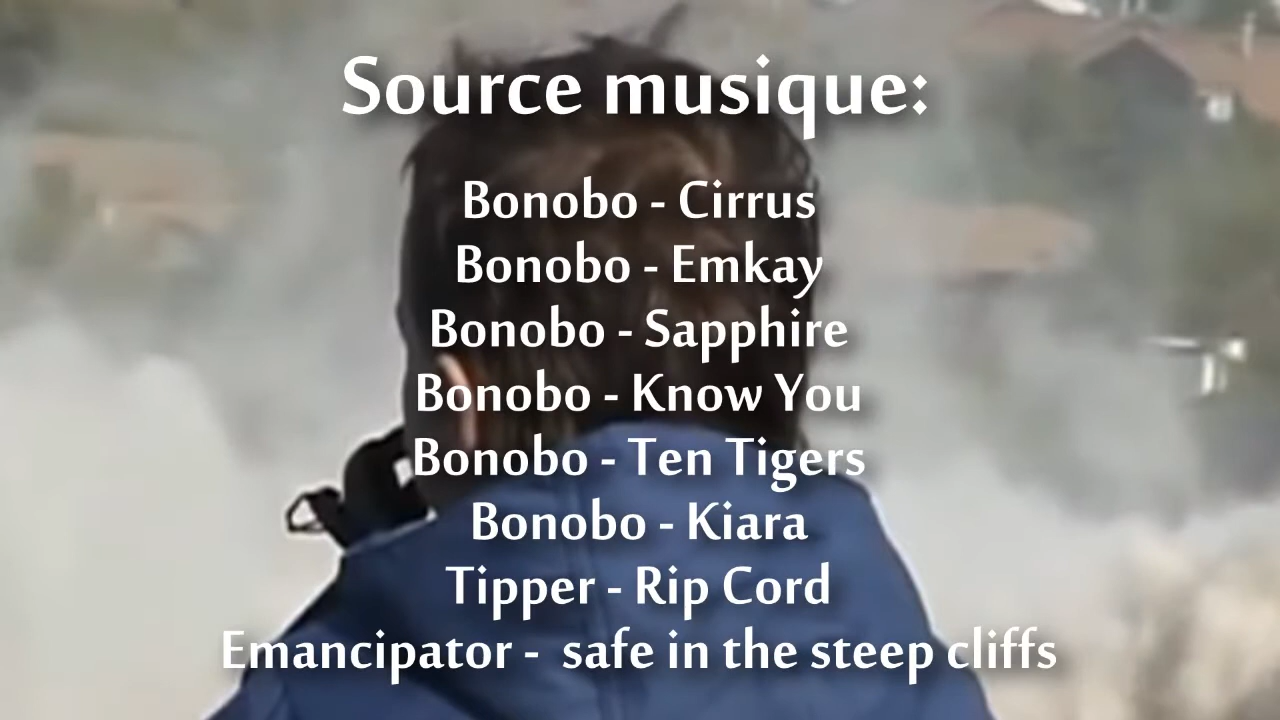 Source musique:
Bonobo - Cirrus
Bonobo - Emkay
Bonobo - Sapphire
Bonobo - Know You
Bonobo - Ten Tigers
Bonobo - Kiara
Tipper - Rip Cord
Emancipator -  safe in the steep cliffs